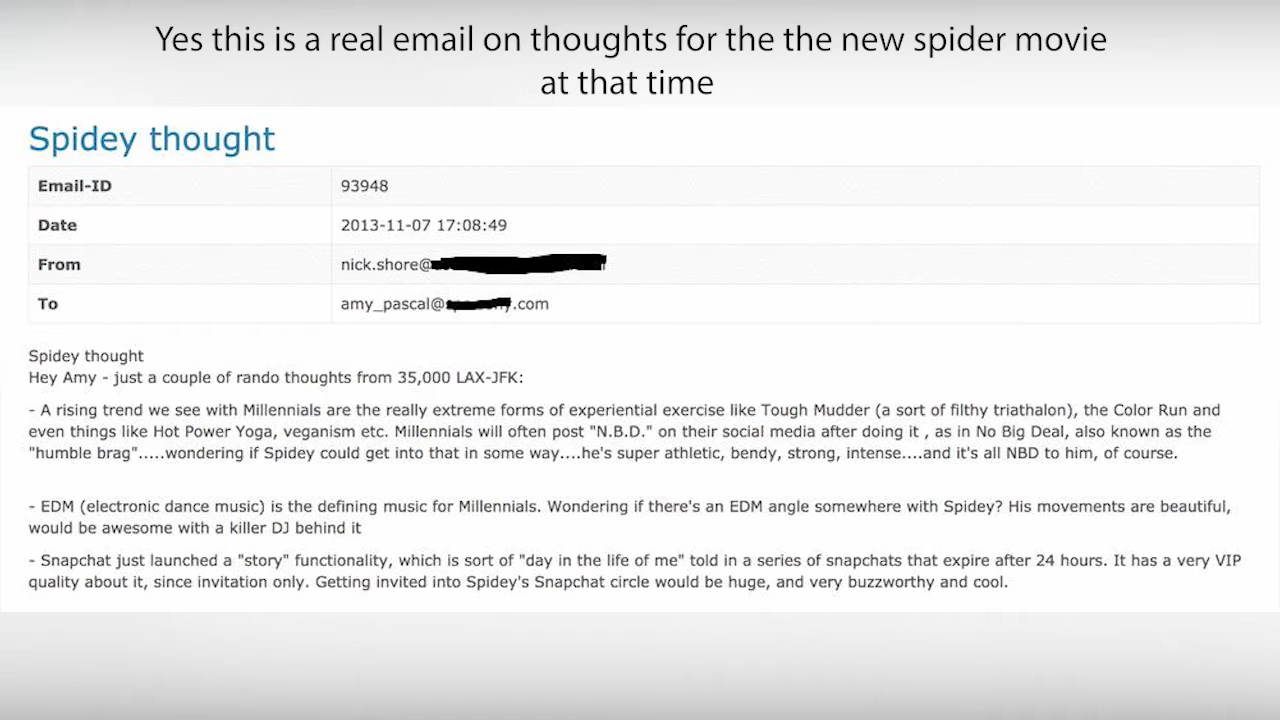 Yes this is a real email on thoughts for the the new spider movie
at that time
Spidey thought
Email-ID 93948
Date 2013-11-07 17:08:49
From nick.shore@
To amy_pascal@ .com
Spidey thought
Hey Amy - just a couple of rando thoughts from 35,000 LAX-JFK:
- A rising trend we see with Millennials are the really extreme forms of experiential exercise like Tough Mudder (a sort of filthy triathalon), the Color Run and
even things like Hot Power Yoga, veganism etc. Millennials will often post "N.B.D." on their social media after doing it , as in No Big Deal, also known as the
"humble brag".....wondering if Spidey could get into that in some way....he's super athletic, bendy, strong, intense....and it's all NBD to him, of course.
- EDM (electronic dance music) is the defining music for Millennials. Wondering if there's an EDM angle somewhere with Spidey? His movements are beautiful,
would be awesome with a killer DJ behind it
- Snapchat just launched a "story" functionality, which is sort of "day in the life of me" told in a series of snapchats that expire after 24 hours. It has a very VIP
quality about it, since invitation only. Getting invited into Spidey's Snapchat circle would be huge, and very buzzworthy and cool.